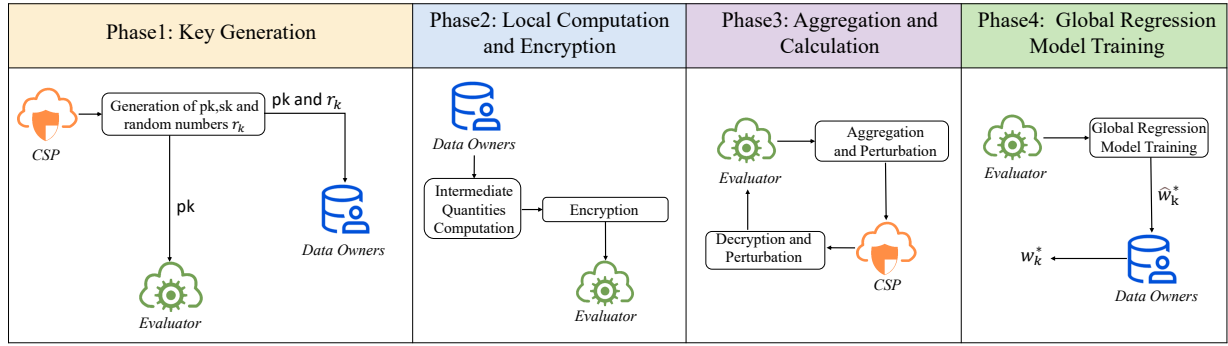 Phase1: Key Generation
Phase2: Local Computation
and Encryption
Phase3: Aggregation and
Calculation
Phase4: Global Regression
Model Training
CSP
Generation of pk,sk and
random numbers r_k
pk and r_k
pk
Data Owners
Evaluator
Data Owners
Intermediate
Quantities
Computation
Encryption
Evaluator
Evaluator
Aggregation
and Perturbation
Decryption and
Perturbation
CSP
Evaluator
Global Regression
Model Training
ŵ_k^*
w_k^*
Data Owners